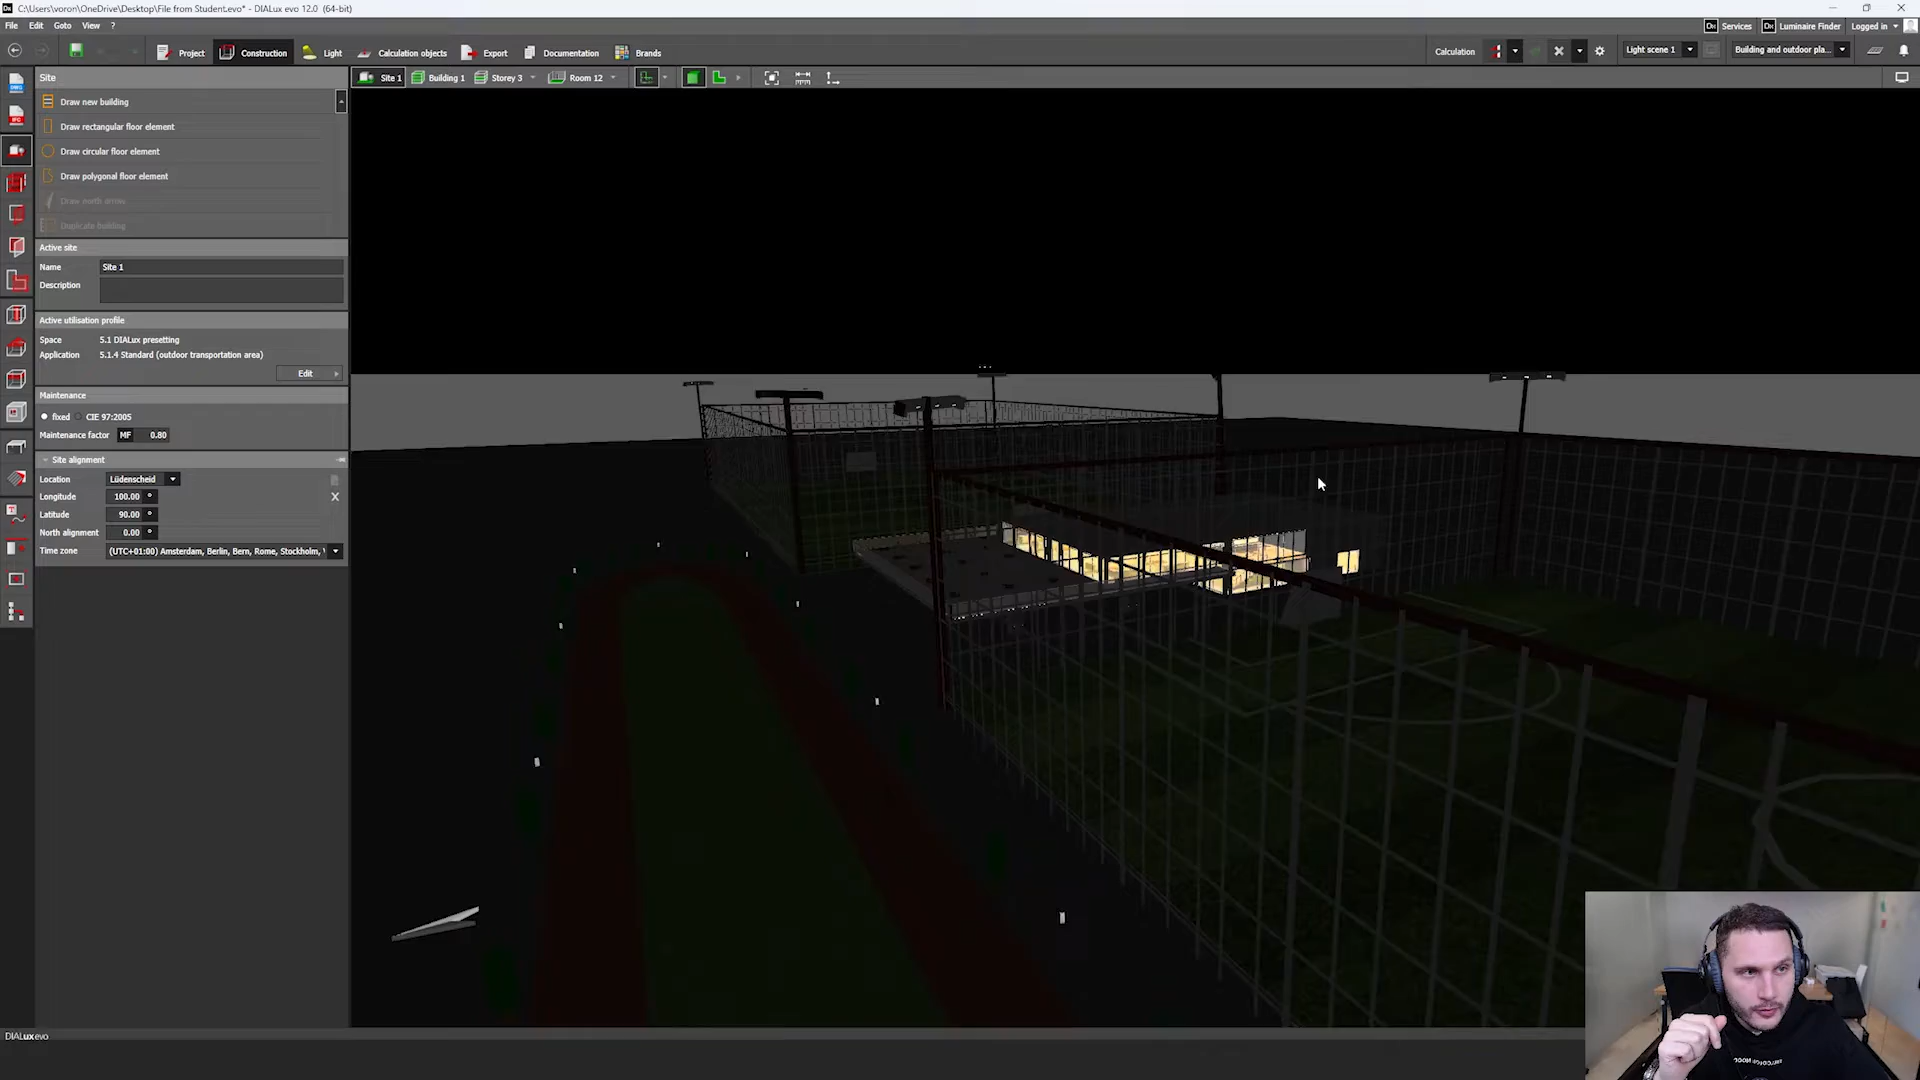 C:\Users\voron\OneDrive\Desktop\File from Student.evo* - DIALux evo 12.0 (64-bit)
File Edit Goto View ?
Services Luminaire Finder Logged in
Project Construction Light Calculation objects Export Documentation Brands
Calculation Light scene 1 Building and outdoor pla...
Site
Site 1 Building 1 Storey 3 Room 12
Draw new building
Draw rectangular floor element
Draw circular floor element
Draw polygonal floor element
Draw north arrow
Duplicate building
Active site
Name Site 1
Description
Active utilisation profile
Space 5.1 DIALux presetting
Application 5.1.4 Standard (outdoor transportation area)
Edit
Maintenance
fixed CIE 97:2005
Maintenance factor MF 0.80
Site alignment
Location Lüdenscheid
Longitude 100.00 °
Latitude 90.00 °
North alignment 0.00 °
Time zone (UTC+01:00) Amsterdam, Berlin, Bern, Rome, Stockholm,
DIALux evo